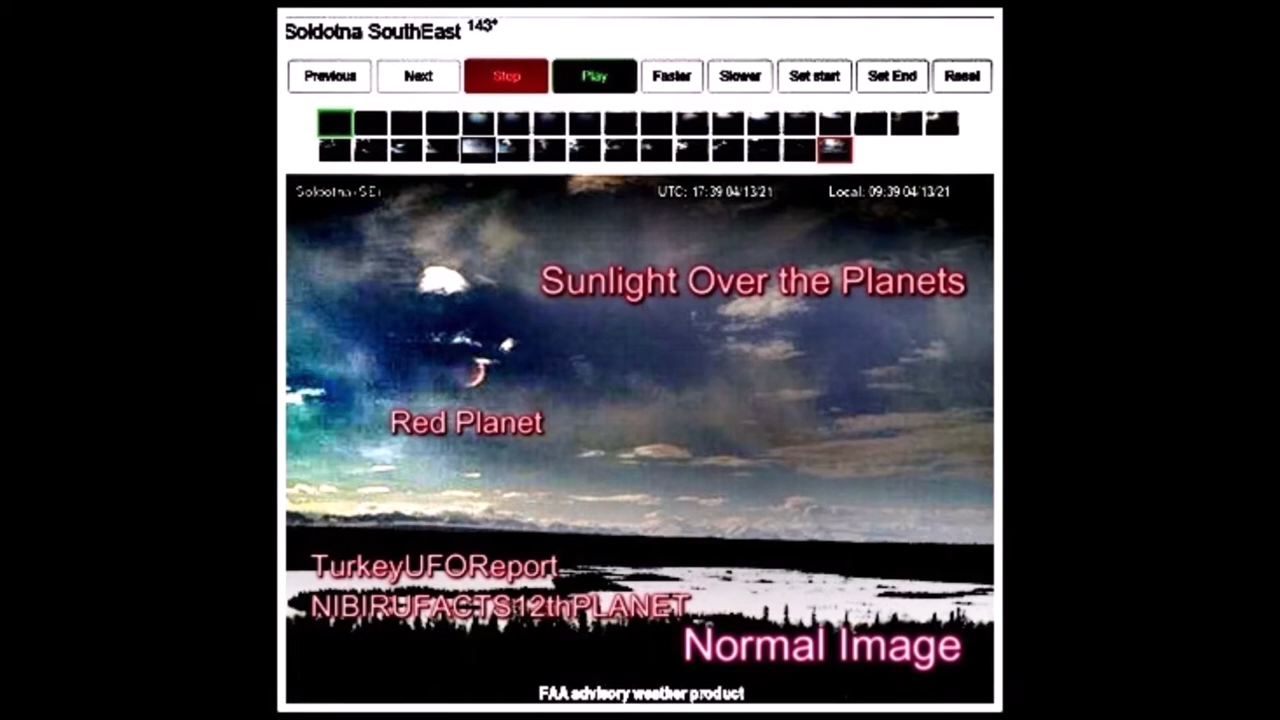 Soldotna SouthEast 143°
Previous Next Stop Play Faster Slower Set start Set End Reset
Soldotna (SE) UTC: 17:39 04/13/21 Local: 09:39 04/13/21
Sunlight Over the Planets
Red Planet
TurkeyUFOReport
NIBIRUFACTS12thPLANET
Normal Image
FAA advisory weather product